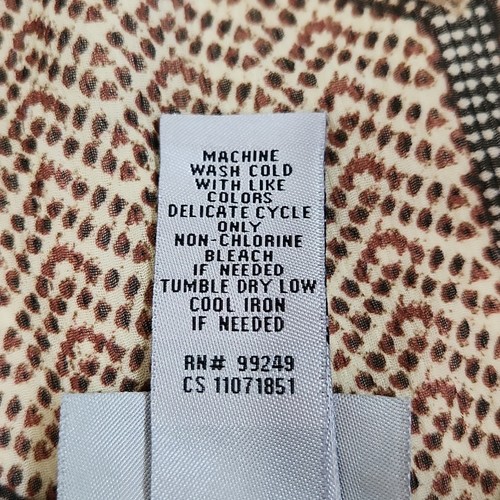 MACHINE
WASH COLD
WITH LIKE
COLORS
DELICATE CYCLE
ONLY
NON-CHLORINE
BLEACH
IF NEEDED
TUMBLE DRY LOW
COOL IRON
IF NEEDED
RN# 99249
CS 11071851